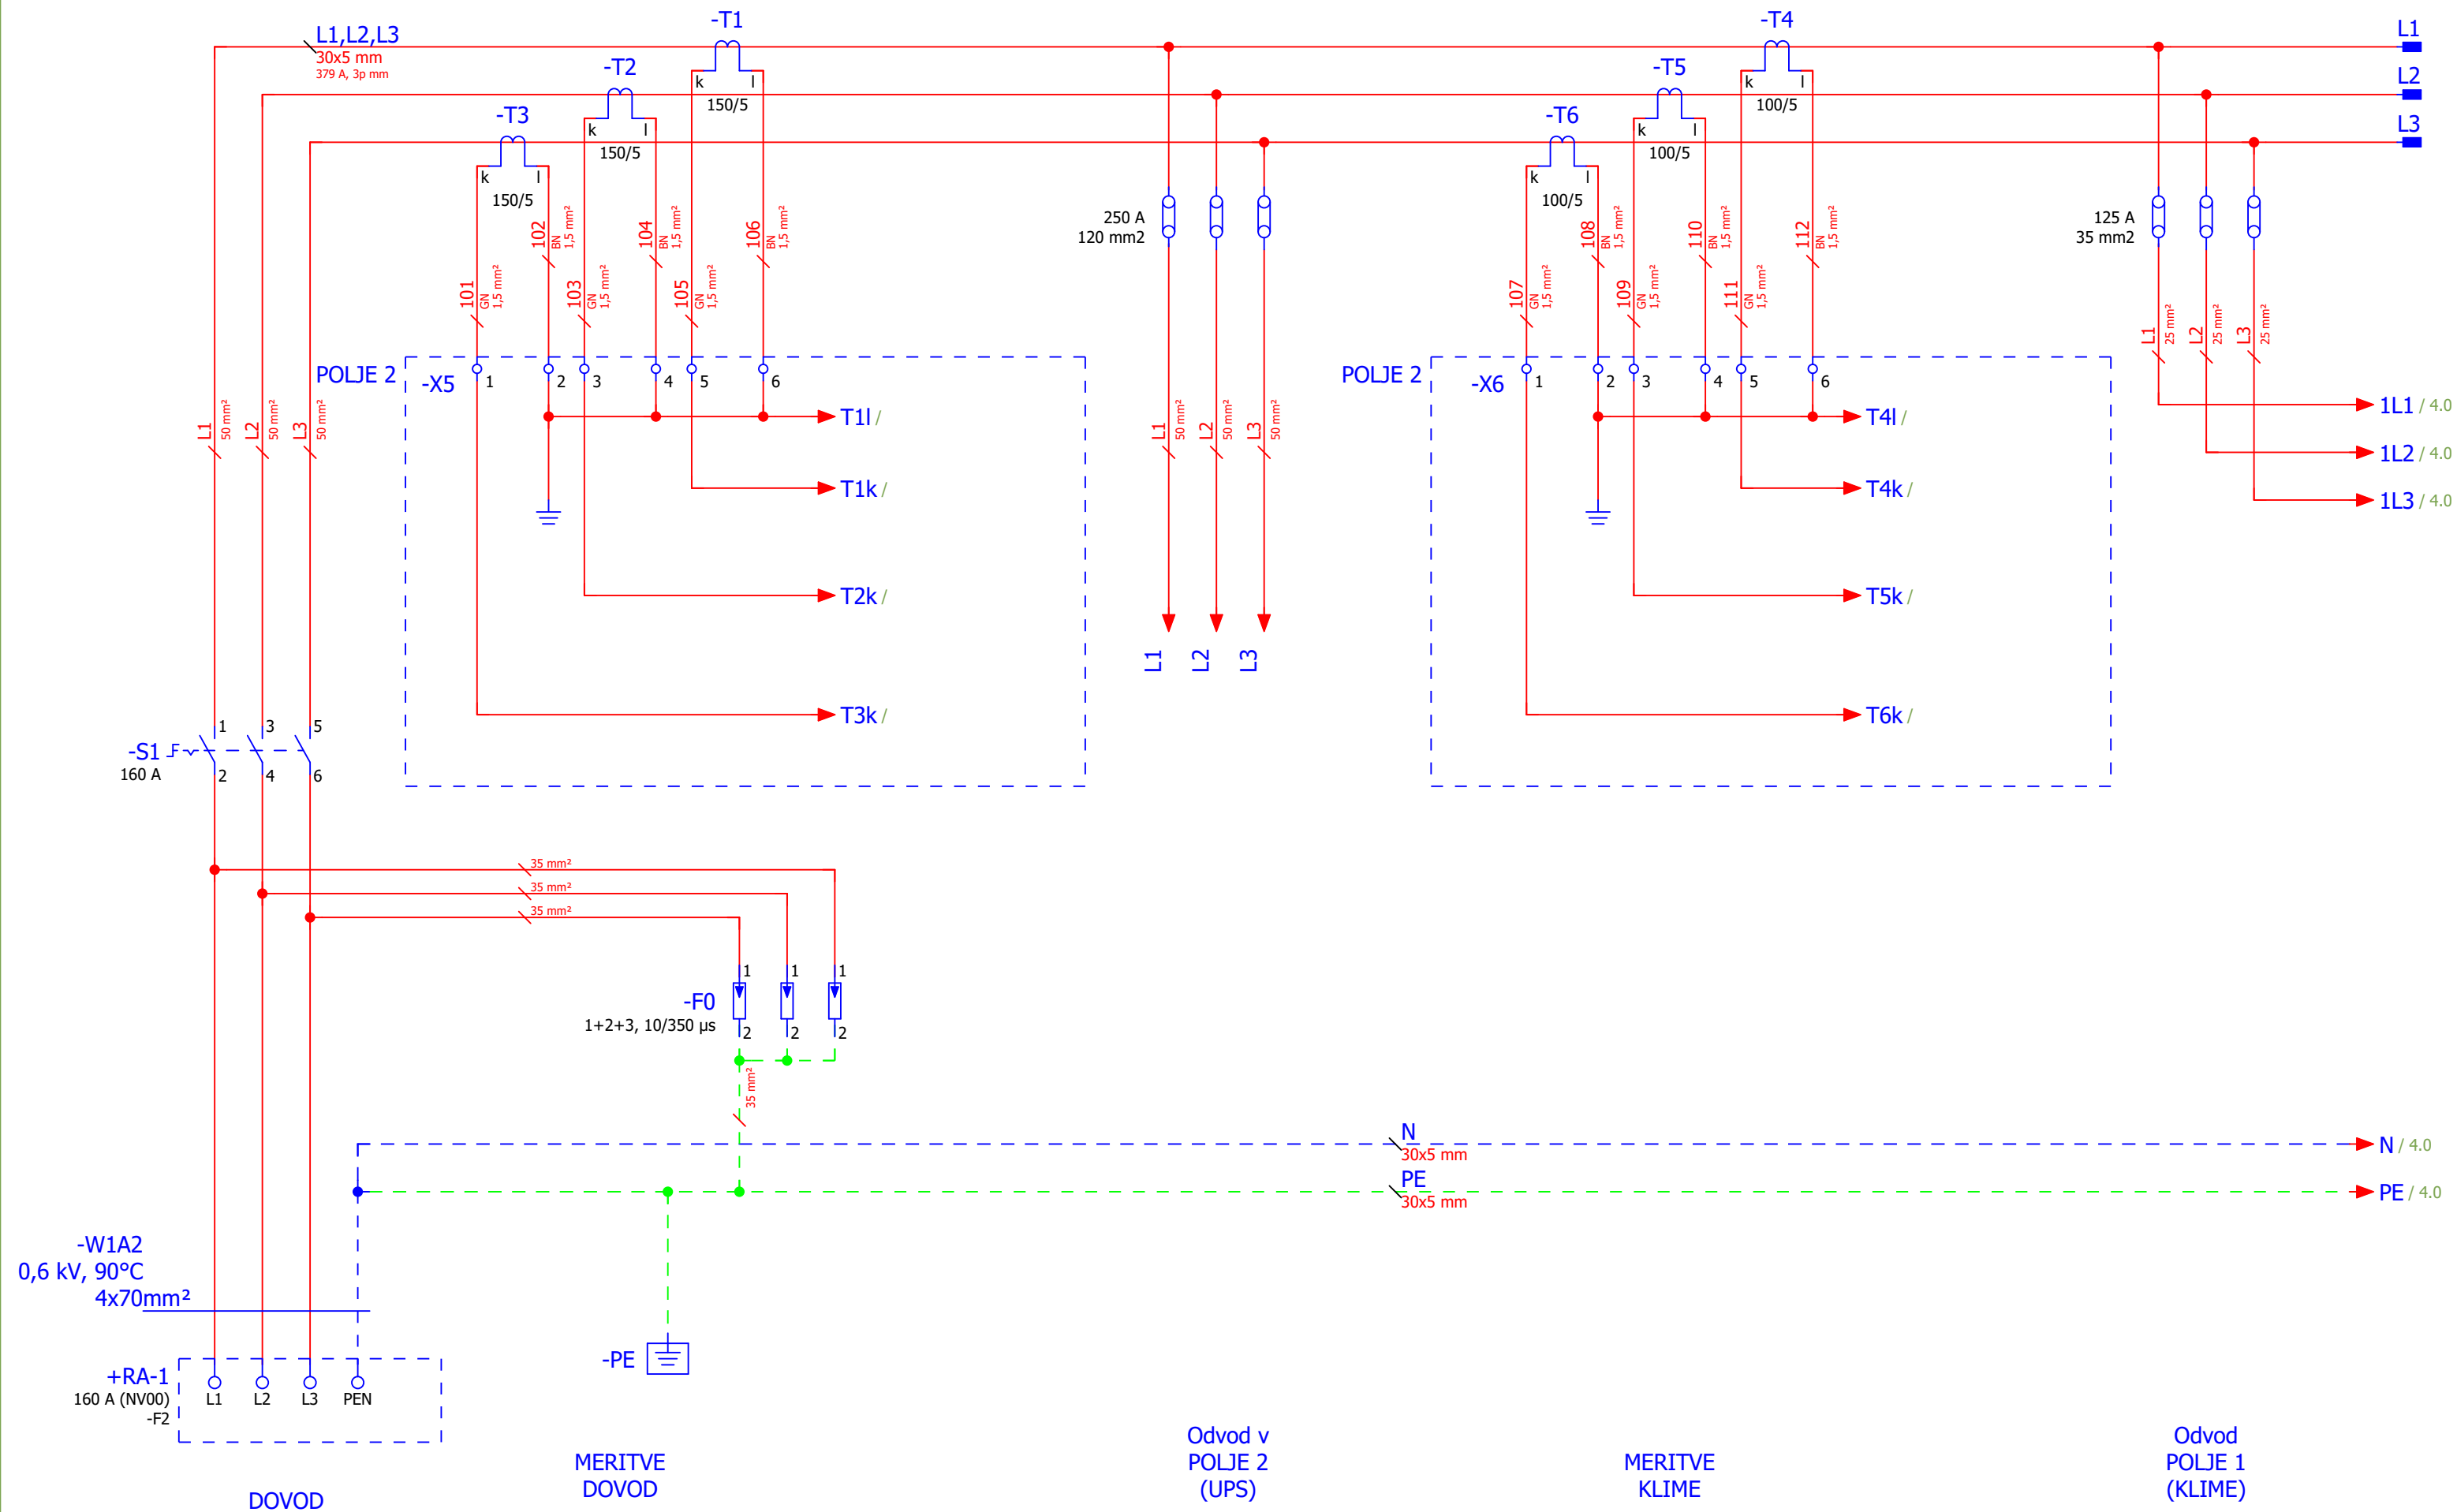 -T1
-T4
L1,L2,L3
30x5 mm
379 A, 3p mm
L1
-T2
-T5
L2
k l
150/5
k l
100/5
-T3
-T6
L3
k l
150/5
k l
100/5
k l
150/5
k l
100/5
250 A
120 mm2
125 A
35 mm2
102 BN 1,5 mm²
104 BN 1,5 mm²
106 BN 1,5 mm²
108 BN 1,5 mm²
110 BN 1,5 mm²
112 BN 1,5 mm²
101 GN 1,5 mm²
103 GN 1,5 mm²
105 GN 1,5 mm²
107 GN 1,5 mm²
109 GN 1,5 mm²
111 GN 1,5 mm²
L1 25 mm²
L2 25 mm²
L3 25 mm²
POLJE 2
-X5
1 2 3 4 5 6
POLJE 2
-X6
1 2 3 4 5 6
1L1 / 4.0
1L2 / 4.0
1L3 / 4.0
L1 50 mm²
L2 50 mm²
L3 50 mm²
T1l /
T1k /
T2k /
T3k /
L1 50 mm²
L2 50 mm²
L3 50 mm²
L1
L2
L3
T4l /
T4k /
T5k /
T6k /
1 3 5
-S1
160 A
2 4 6
35 mm²
35 mm²
35 mm²
1 1 1
-F0
1+2+3, 10/350 µs
2 2 2
35 mm²
N
30x5 mm
N / 4.0
PE
30x5 mm
PE / 4.0
-W1A2
0,6 kV, 90°C
4x70mm²
-PE
+RA-1
160 A (NV00)
-F2
L1 L2 L3 PEN
DOVOD
MERITVE
DOVOD
Odvod v
POLJE 2
(UPS)
MERITVE
KLIME
Odvod
POLJE 1
(KLIME)